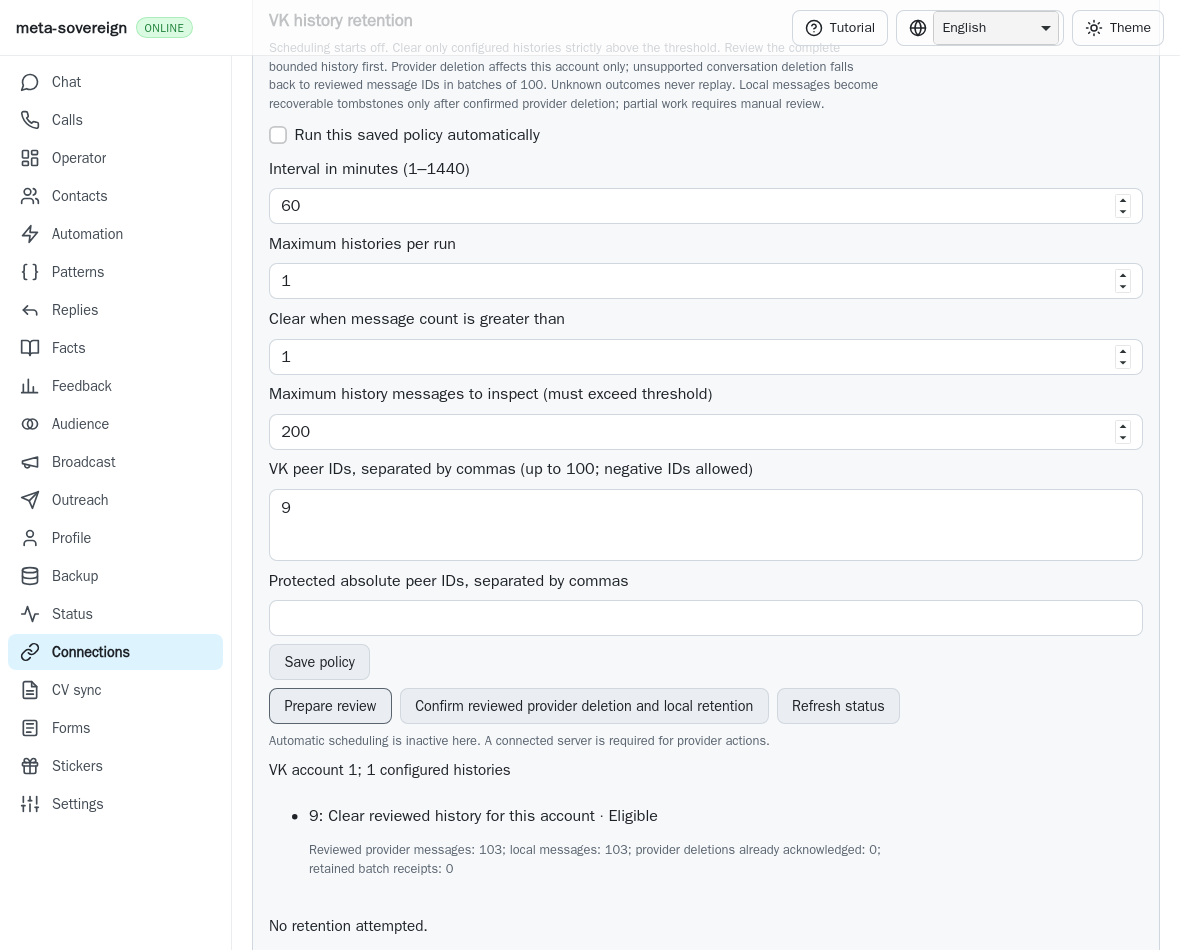 meta-sovereign ONLINE
Tutorial
English
Theme
Chat
Calls
Operator
Contacts
Automation
Patterns
Replies
Facts
Feedback
Audience
Broadcast
Outreach
Profile
Backup
Status
Connections
CV sync
Forms
Stickers
Settings
VK history retention
Scheduling starts off. Clear only configured histories strictly above the threshold. Review the complete
bounded history first. Provider deletion affects this account only; unsupported conversation deletion falls
back to reviewed message IDs in batches of 100. Unknown outcomes never replay. Local messages become
recoverable tombstones only after confirmed provider deletion; partial work requires manual review.
Run this saved policy automatically
Interval in minutes (1–1440)
60
Maximum histories per run
1
Clear when message count is greater than
1
Maximum history messages to inspect (must exceed threshold)
200
VK peer IDs, separated by commas (up to 100; negative IDs allowed)
9
Protected absolute peer IDs, separated by commas
Save policy
Prepare review
Confirm reviewed provider deletion and local retention
Refresh status
Automatic scheduling is inactive here. A connected server is required for provider actions.
VK account 1; 1 configured histories
• 9: Clear reviewed history for this account · Eligible
Reviewed provider messages: 103; local messages: 103; provider deletions already acknowledged: 0;
retained batch receipts: 0
No retention attempted.